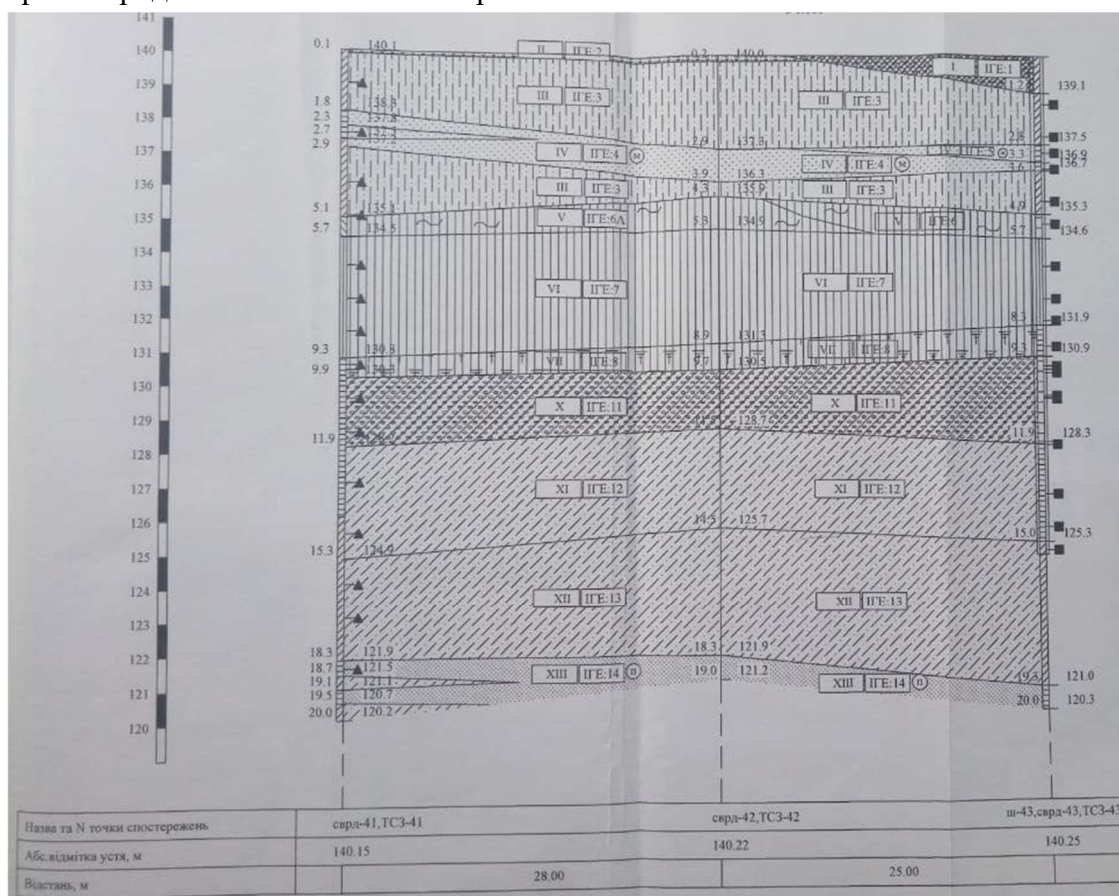 141
140
139
138
137
136
135
134
133
132
131
130
129
128
127
126
125
124
123
122
121
120
0.1 140.1
II ІГЕ:2
0.2 140.0
I ІГЕ:1
1.2 139.1
III ІГЕ:3
III ІГЕ:3
1.8 138.3
2.3 137.8
2.7
2.9
2.9 137.3
2.8 137.5
ІГЕ:5
3.3 136.9
3.6 136.7
IV ІГЕ:4 м
IV ІГЕ:4 м
3.9 136.3
III ІГЕ:3
4.3 135.9
III ІГЕ:3
4.9 135.3
5.1 135.1
V ІГЕ:6А
V ІГЕ:6
5.7 134.5
5.3 134.9
5.7 134.6
VI ІГЕ:7
VI ІГЕ:7
8.3 131.9
8.9 131.3
9.3 130.8
VII ІГЕ:8
VII ІГЕ:8
9.3 130.9
9.9 130.3
9.7 130.5
X ІГЕ:11
X ІГЕ:11
128.7
11.9
11.9 128.3
XI ІГЕ:12
XI ІГЕ:12
14.5 125.7
15.0 125.3
15.3 124.9
XII ІГЕ:13
XII ІГЕ:13
18.3 121.9
18.3 121.9
18.7 121.5
19.1 121.1
19.5 120.7
20.0 120.2
XIII ІГЕ:14 п
19.0 121.2
XIII ІГЕ:14 п
19.3 121.0
20.0 120.3
Назва та N точки спостережень сврд-41,ТСЗ-41 сврд-42,ТСЗ-42 ш-43,сврд-43,ТСЗ-43
Абс.відмітка устя, м 140.15 140.22 140.25
Відстань, м 28.00 25.00